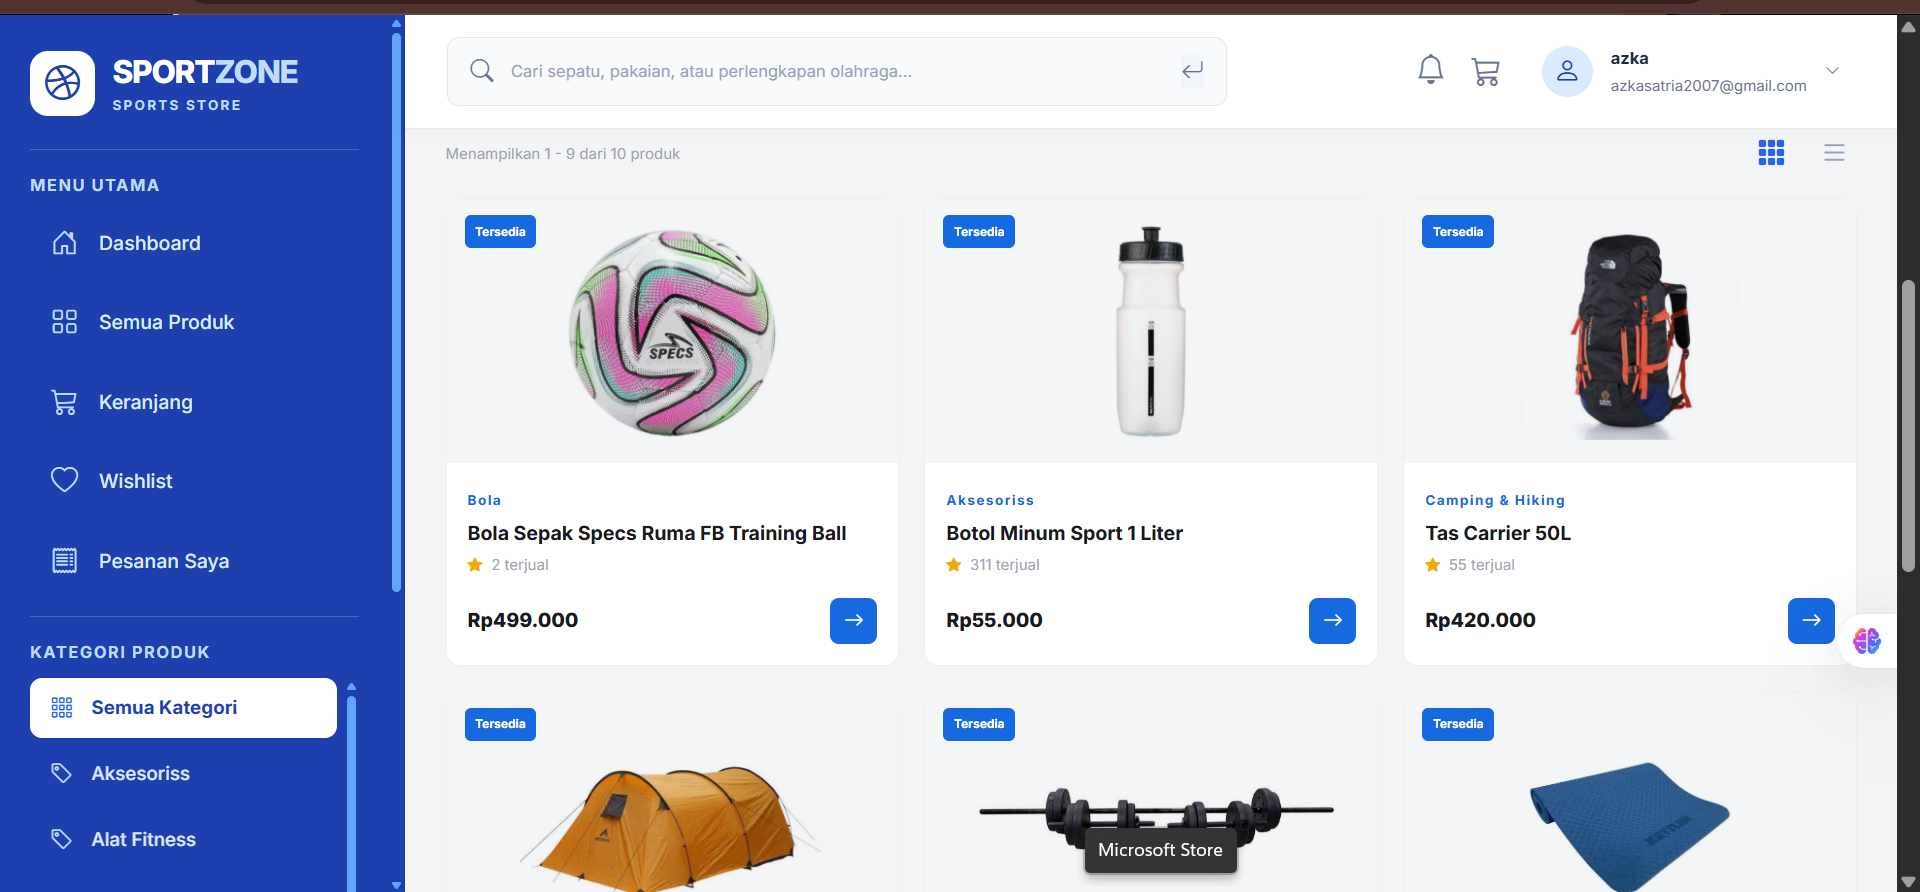 SPORTZONE
SPORTS STORE
MENU UTAMA
Dashboard
Semua Produk
Keranjang
Wishlist
Pesanan Saya
KATEGORI PRODUK
Semua Kategori
Aksesoriss
Alat Fitness
Cari sepatu, pakaian, atau perlengkapan olahraga...
azka
azkasatria2007@gmail.com
Menampilkan 1 - 9 dari 10 produk
Tersedia
SPECS
Bola
Bola Sepak Specs Ruma FB Training Ball
2 terjual
Rp499.000
Tersedia
Aksesoriss
Botol Minum Sport 1 Liter
311 terjual
Rp55.000
Tersedia
Camping & Hiking
Tas Carrier 50L
55 terjual
Rp420.000
Tersedia
Tersedia
Microsoft Store
Tersedia